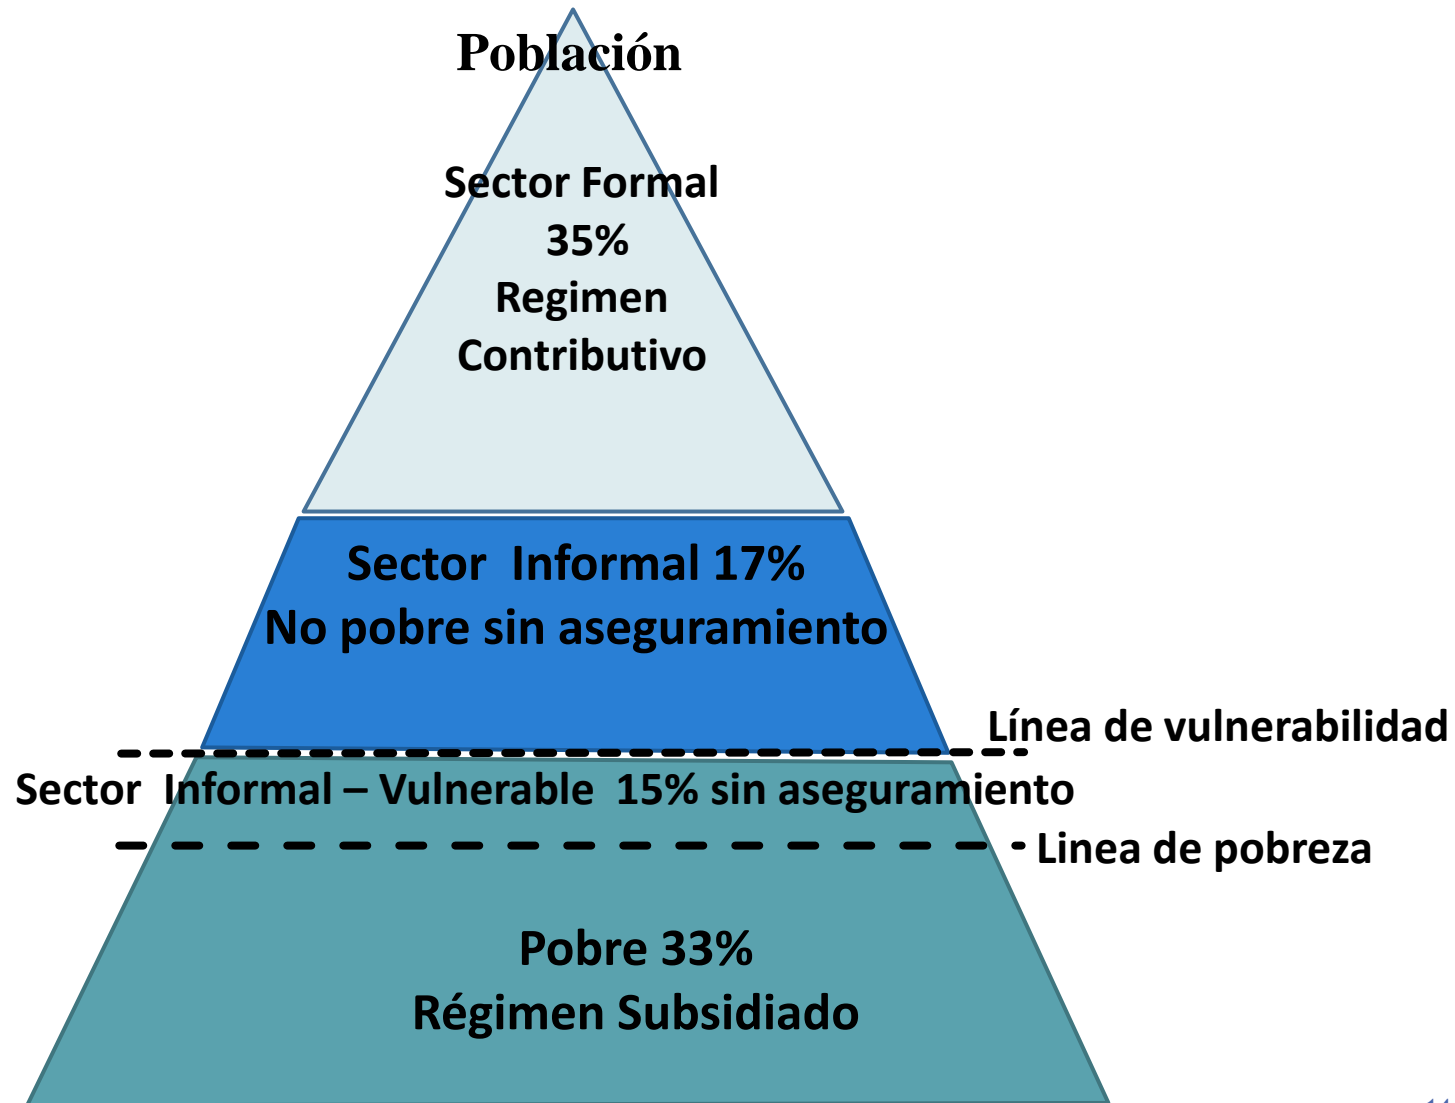 Población
Sector Formal
35%
Regimen
Contributivo
Sector Informal 17%
No pobre sin aseguramiento
Línea de vulnerabilidad
Sector Informal – Vulnerable 15% sin aseguramiento
Linea de pobreza
Pobre 33%
Régimen Subsidiado